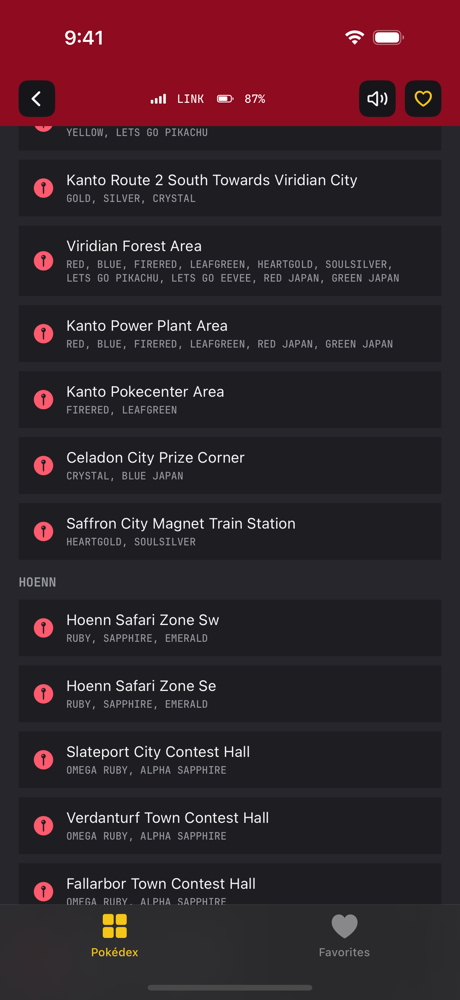 9:41
LINK 87%
YELLOW, LETS GO PIKACHU
Kanto Route 2 South Towards Viridian City
GOLD, SILVER, CRYSTAL
Viridian Forest Area
RED, BLUE, FIRERED, LEAFGREEN, HEARTGOLD, SOULSILVER,
LETS GO PIKACHU, LETS GO EEVEE, RED JAPAN, GREEN JAPAN
Kanto Power Plant Area
RED, BLUE, FIRERED, LEAFGREEN, RED JAPAN, GREEN JAPAN
Kanto Pokecenter Area
FIRERED, LEAFGREEN
Celadon City Prize Corner
CRYSTAL, BLUE JAPAN
Saffron City Magnet Train Station
HEARTGOLD, SOULSILVER
HOENN
Hoenn Safari Zone Sw
RUBY, SAPPHIRE, EMERALD
Hoenn Safari Zone Se
RUBY, SAPPHIRE, EMERALD
Slateport City Contest Hall
OMEGA RUBY, ALPHA SAPPHIRE
Verdanturf Town Contest Hall
OMEGA RUBY, ALPHA SAPPHIRE
Fallarbor Town Contest Hall
OMEGA RUBY, ALPHA SAPPHIRE
Pokédex
Favorites